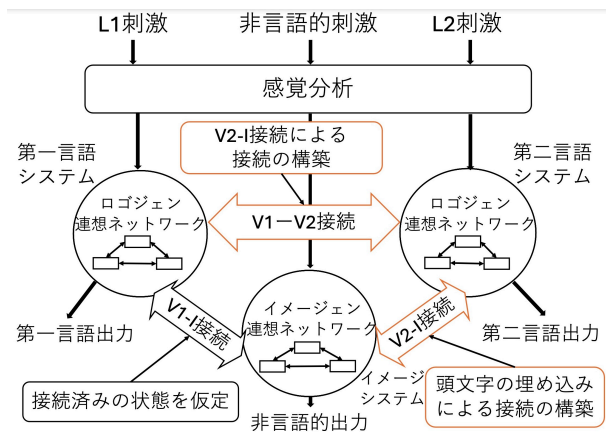 L1刺激
非言語的刺激
L2刺激
感覚分析
V2-I接続による
接続の構築
第一言語
システム
第二言語
システム
ロゴジェン
連想ネットワーク
V1ーV2接続
ロゴジェン
連想ネットワーク
V1-I接続
イメージェン
連想ネットワーク
V2-I接続
第一言語出力
第二言語出力
イメージ
システム
接続済みの状態を仮定
非言語的出力
頭文字の埋め込み
による接続の構築